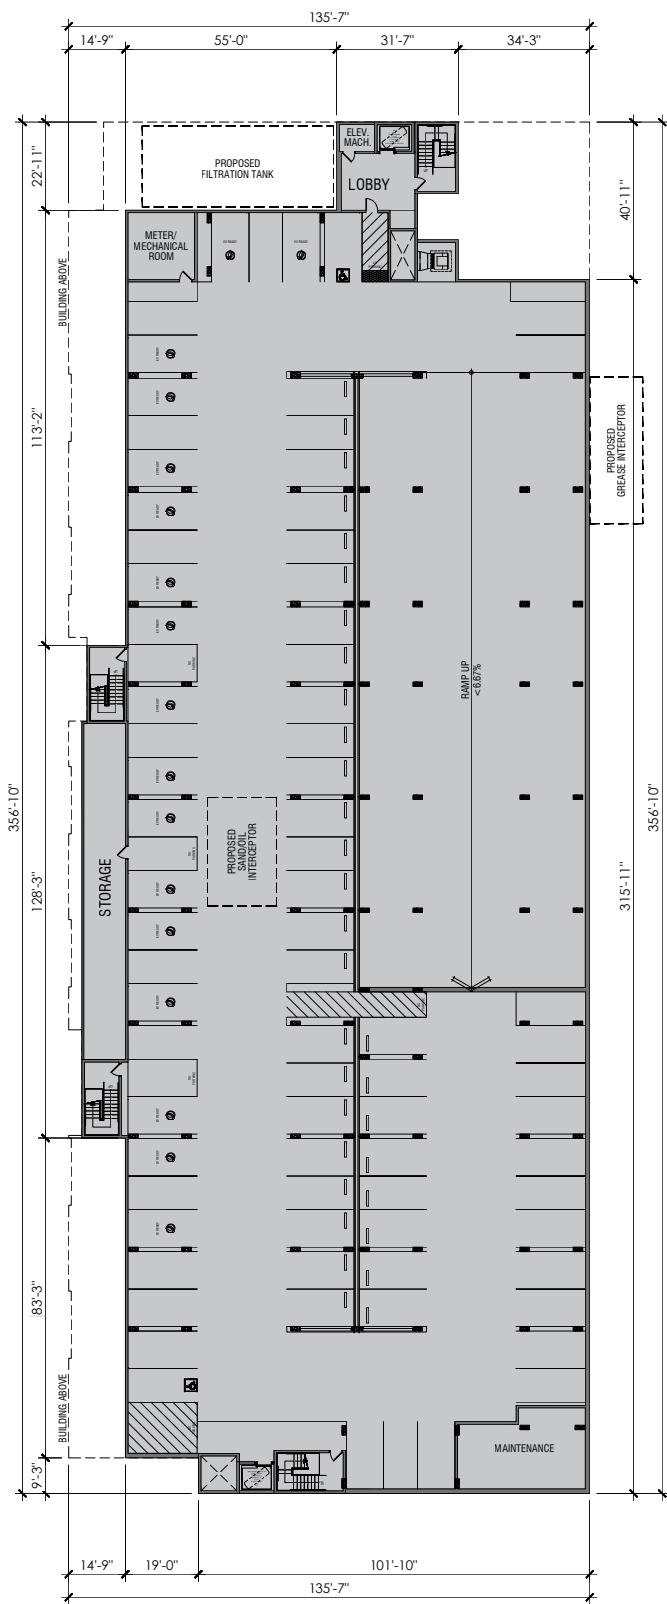 135'-7"
14'-9"
55'-0"
31'-7"
34'-3"
22'-11"
40'-11"
PROPOSED
FILTRATION TANK
ELEV.
MACH.
LOBBY
METER/
MECHANICAL
ROOM
BUILDING ABOVE
113'-2"
PROPOSED
GREASE INTERCEPTOR
RAMP UP
<6.67%
356'-10"
356'-10"
PROPOSED
SAND/OIL
INTERCEPTOR
STORAGE
128'-3"
315'-11"
83'-3"
BUILDING ABOVE
MAINTENANCE
9'-3"
14'-9"
19'-0"
101'-10"
135'-7"